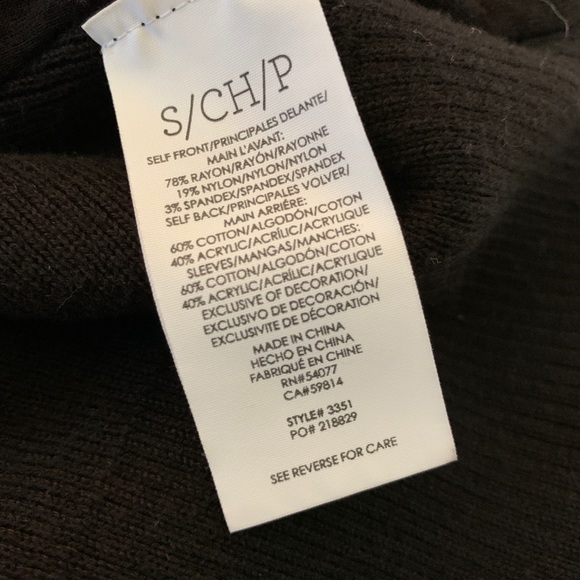 S/CH/P
SELF FRONT/PRINCIPALES DELANTE/
MAIN L'AVANT:
78% RAYON/RAYÓN/RAYONNE
19% NYLON/NYLON/NYLON
3% SPANDEX/SPANDEX/SPANDEX
SELF BACK/PRINCIPALES VOLVER/
MAIN ARRIÈRE:
60% COTTON/ALGODÓN/COTON
40% ACRYLIC/ACRÍLIC/ACRYLIQUE
SLEEVES/MANGAS/MANCHES:
60% COTTON/ALGODÓN/COTON
40% ACRYLIC/ACRÍLIC/ACRYLIQUE
EXCLUSIVE OF DECORATION/
EXCLUSIVO DE DECORACIÓN/
EXCLUSIVITE DE DÉCORATION
MADE IN CHINA
HECHO EN CHINA
FABRIQUÉ EN CHINE
RN#54077
CA#59814
STYLE# 3351
PO# 218829
SEE REVERSE FOR CARE